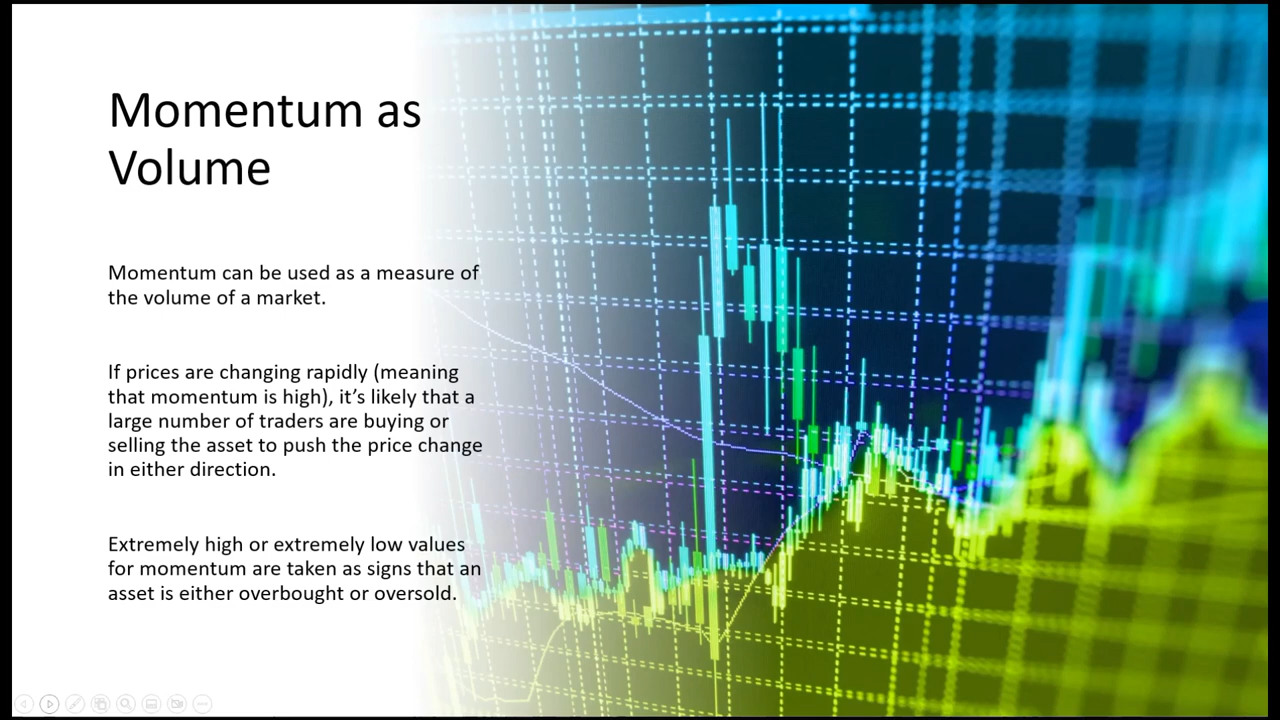 Momentum as
Volume
Momentum can be used as a measure of
the volume of a market.
If prices are changing rapidly (meaning
that momentum is high), it’s likely that a
large number of traders are buying or
selling the asset to push the price change
in either direction.
Extremely high or extremely low values
for momentum are taken as signs that an
asset is either overbought or oversold.